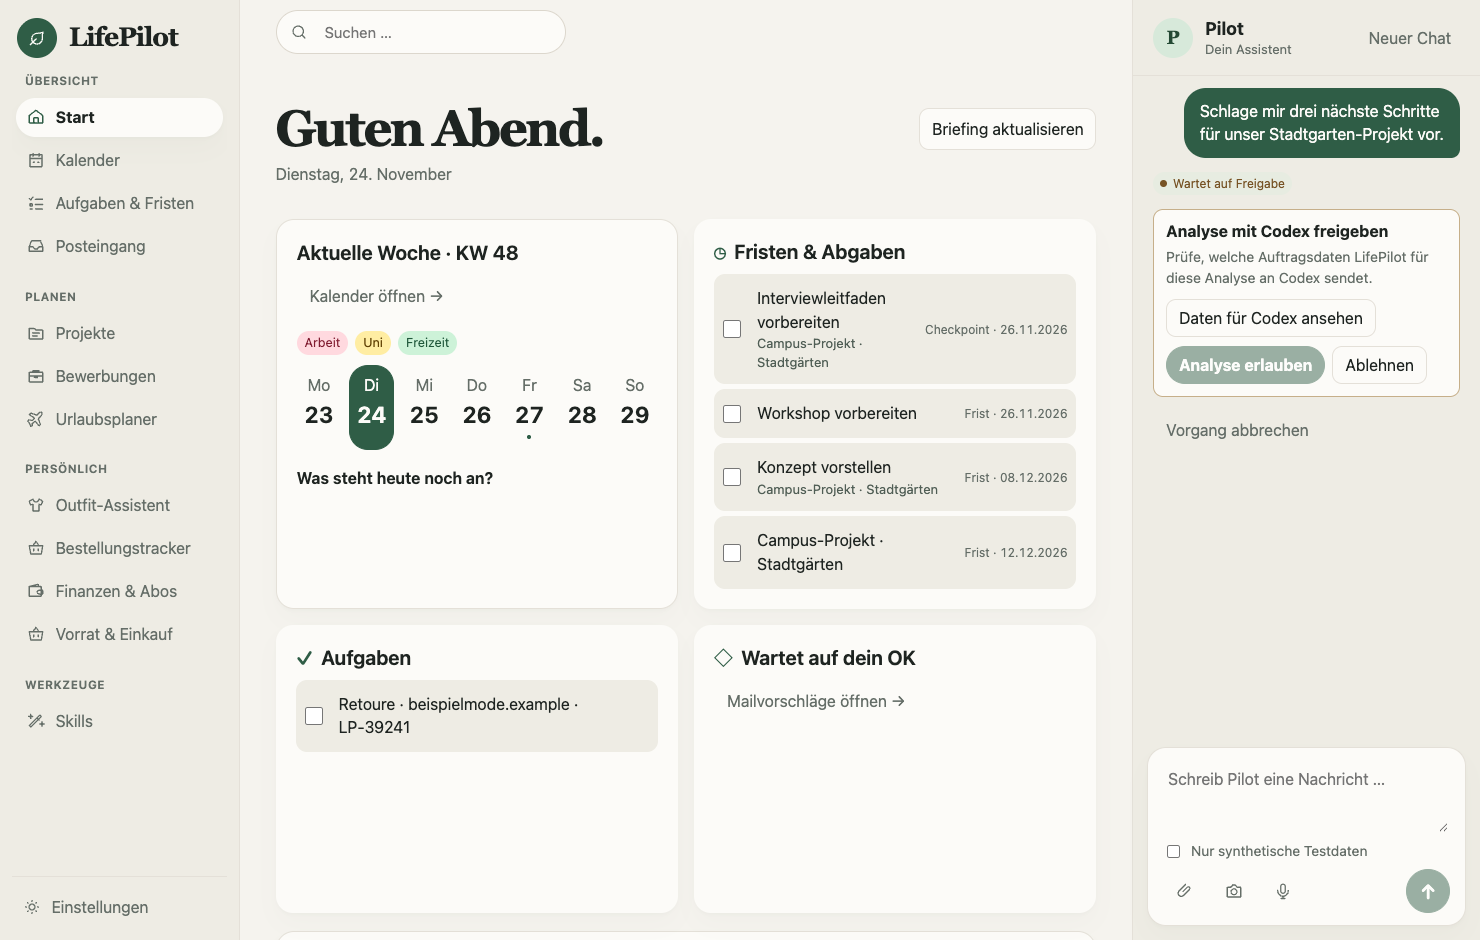 LifePilot
ÜBERSICHT
Start
Kalender
Aufgaben & Fristen
Posteingang
PLANEN
Projekte
Bewerbungen
Urlaubsplaner
PERSÖNLICH
Outfit-Assistent
Bestellungstracker
Finanzen & Abos
Vorrat & Einkauf
WERKZEUGE
Skills
Einstellungen
Suchen ...
Guten Abend.
Dienstag, 24. November
Briefing aktualisieren
Aktuelle Woche · KW 48
Kalender öffnen →
Arbeit Uni Freizeit
Mo Di Mi Do Fr Sa So
23 24 25 26 27 28 29
Was steht heute noch an?
Fristen & Abgaben
Interviewleitfaden
vorbereiten
Campus-Projekt ·
Stadtgärten
Checkpoint · 26.11.2026
Workshop vorbereiten
Frist · 26.11.2026
Konzept vorstellen
Campus-Projekt · Stadtgärten
Frist · 08.12.2026
Campus-Projekt ·
Stadtgärten
Frist · 12.12.2026
Aufgaben
Retoure · beispielmode.example ·
LP-39241
Wartet auf dein OK
Mailvorschläge öffnen →
P
Pilot
Dein Assistent
Neuer Chat
Schlage mir drei nächste Schritte
für unser Stadtgarten-Projekt vor.
Wartet auf Freigabe
Analyse mit Codex freigeben
Prüfe, welche Auftragsdaten LifePilot für
diese Analyse an Codex sendet.
Daten für Codex ansehen
Analyse erlauben
Ablehnen
Vorgang abbrechen
Schreib Pilot eine Nachricht ...
Nur synthetische Testdaten